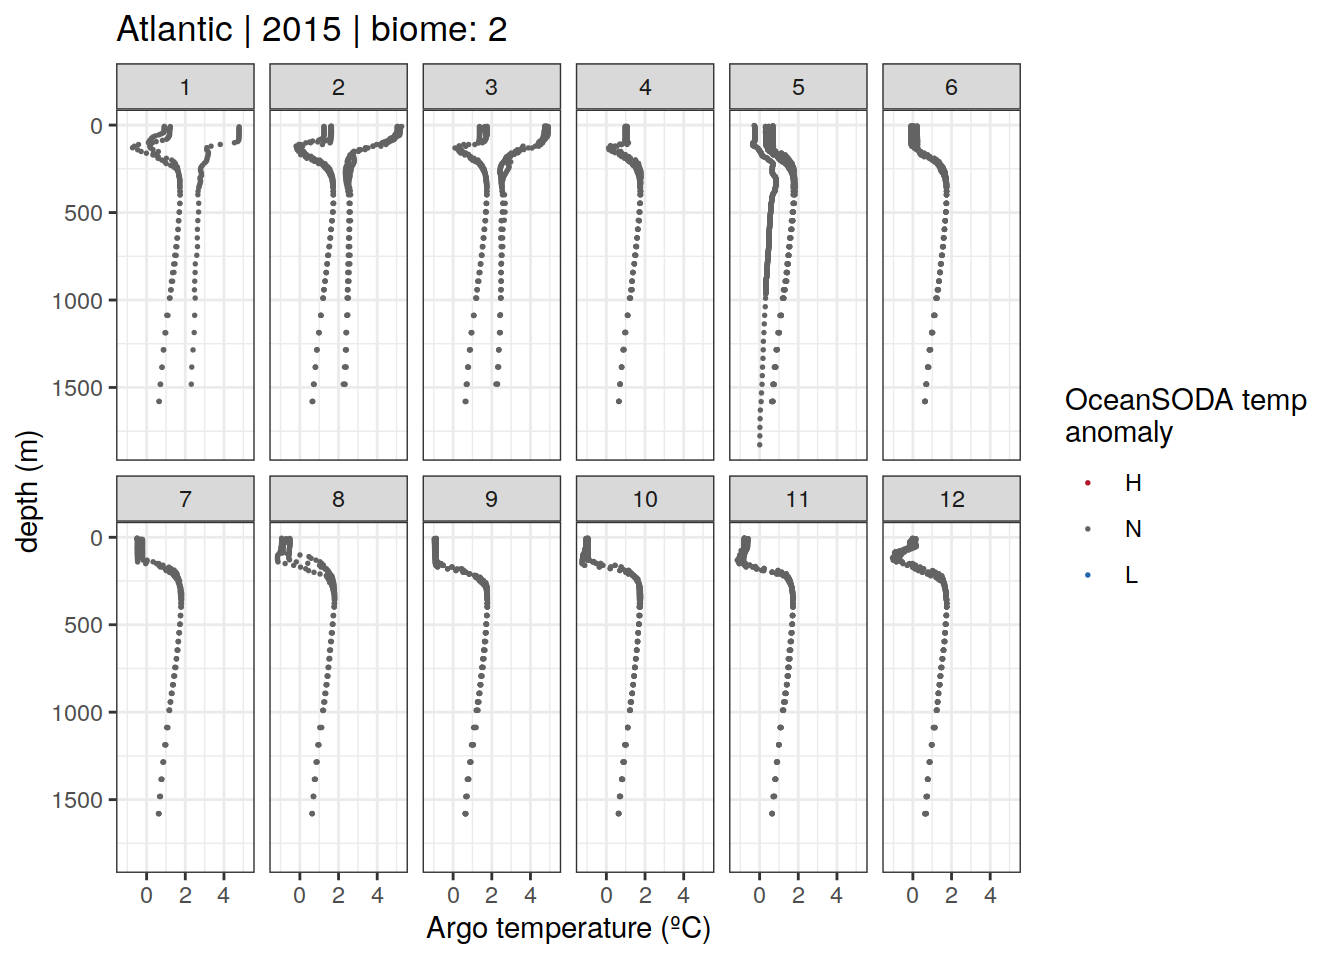 Atlantic | 2015 | biome: 2
1 2 3 4 5 6
0
500
1000
1500
7 8 9 10 11 12
0
500
1000
1500
0 2 4 0 2 4 0 2 4 0 2 4 0 2 4 0 2 4
Argo temperature (ºC)
depth (m)
OceanSODA temp
anomaly
H
N
L